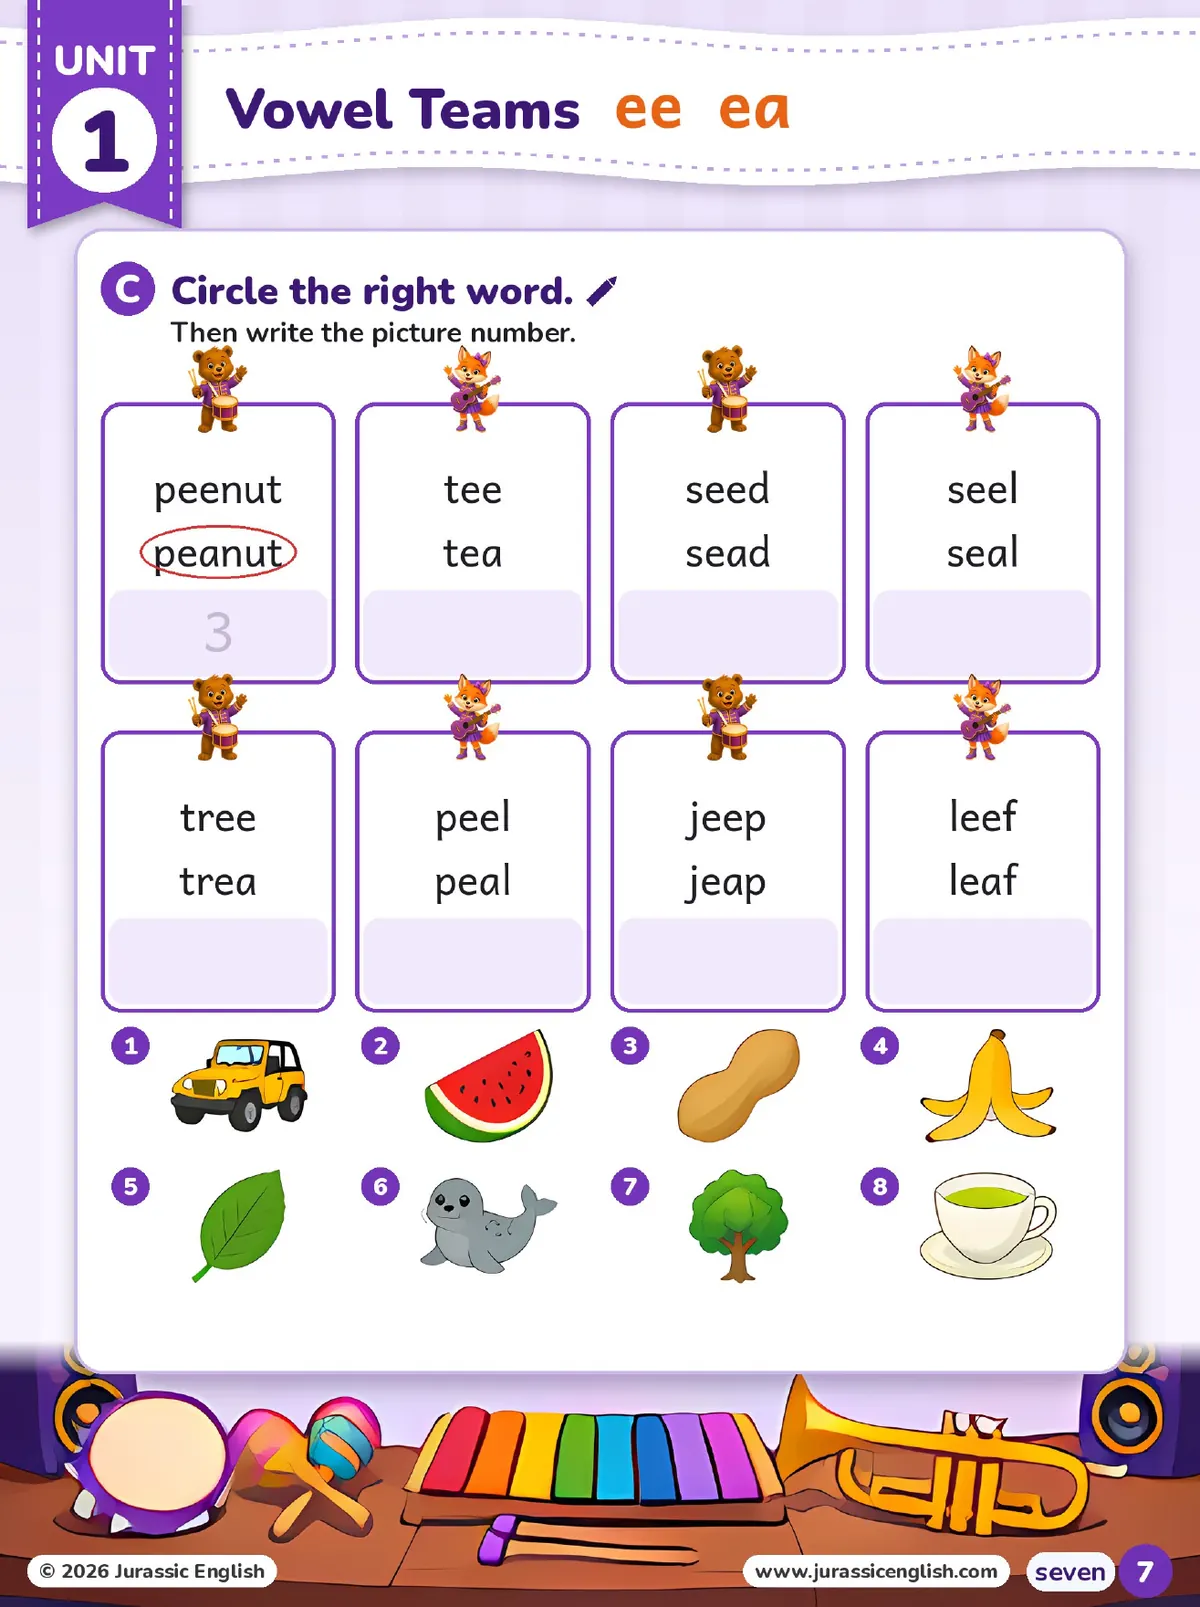 UNIT
1
Vowel Teams ee ea
C Circle the right word.
Then write the picture number.
peenut
peanut
3
tee
tea
seed
sead
seel
seal
tree
trea
peel
peal
jeep
jeap
leef
leaf
1
2
3
4
5
6
7
8
© 2026 Jurassic English
www.jurassicenglish.com
seven 7